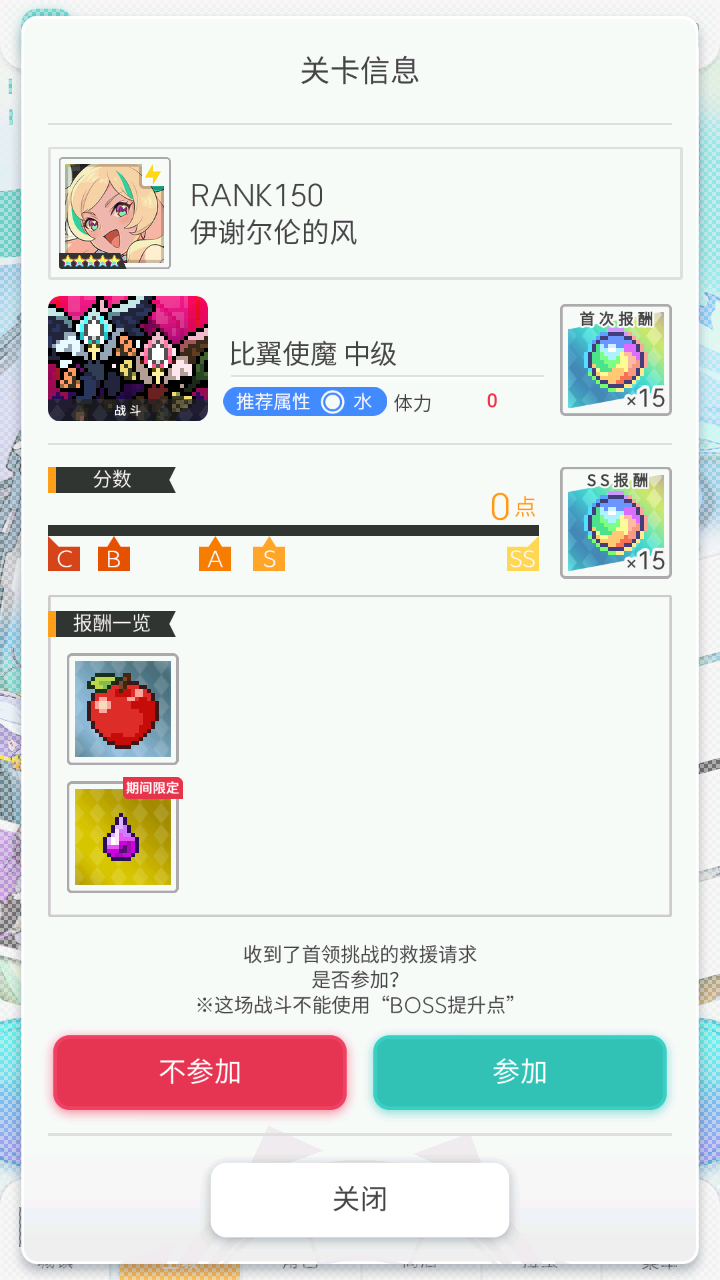 关卡信息
RANK150
伊谢尔伦的风
首次报酬
比翼使魔 中级
×15
战斗
推荐属性 水 体力 0
分数
SS报酬
0点
×15
C B A S SS
报酬一览
期间限定
收到了首领挑战的救援请求
是否参加?
※这场战斗不能使用“BOSS提升点”
不参加 参加
关闭